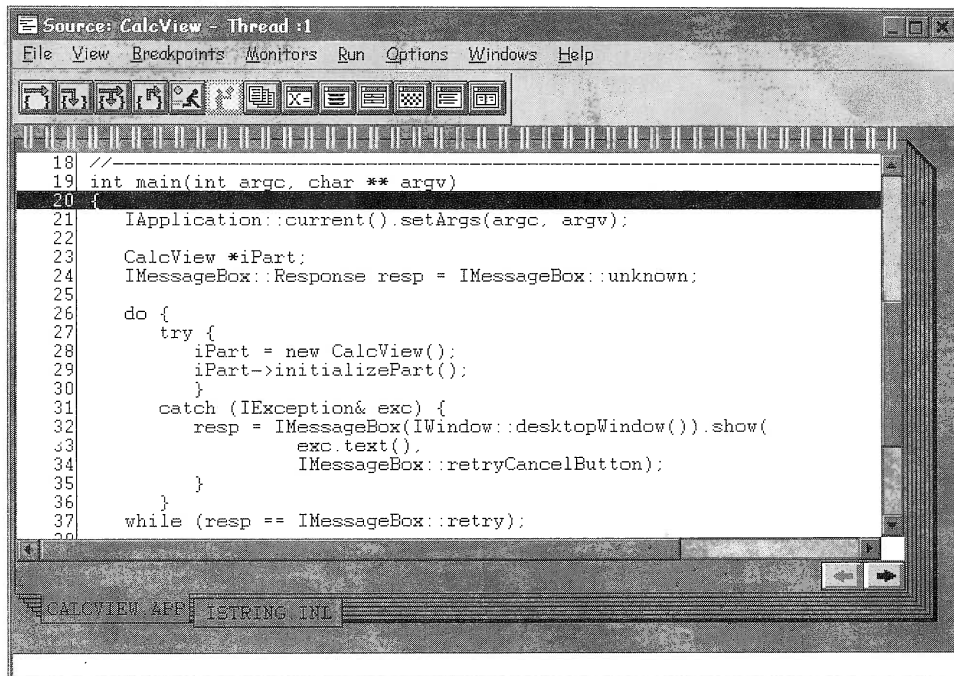 Source: CalcView - Thread :1
File View Breakpoints Monitors Run Options Windows Help
X=
18 //--------------------------------------------------------------------------
19 int main(int argc, char ** argv)
20 {
21 IApplication::current().setArgs(argc, argv);
22
23 CalcView *iPart;
24 IMessageBox::Response resp = IMessageBox::unknown;
25
26 do {
27 try {
28 iPart = new CalcView();
29 iPart->initializePart();
30 }
31 catch (IException& exc) {
32 resp = IMessageBox(IWindow::desktopWindow()).show(
33 exc.text(),
34 IMessageBox::retryCancelButton);
35 }
36 }
37 while (resp == IMessageBox::retry);
CALCVIEW.APP ISTRING.INL